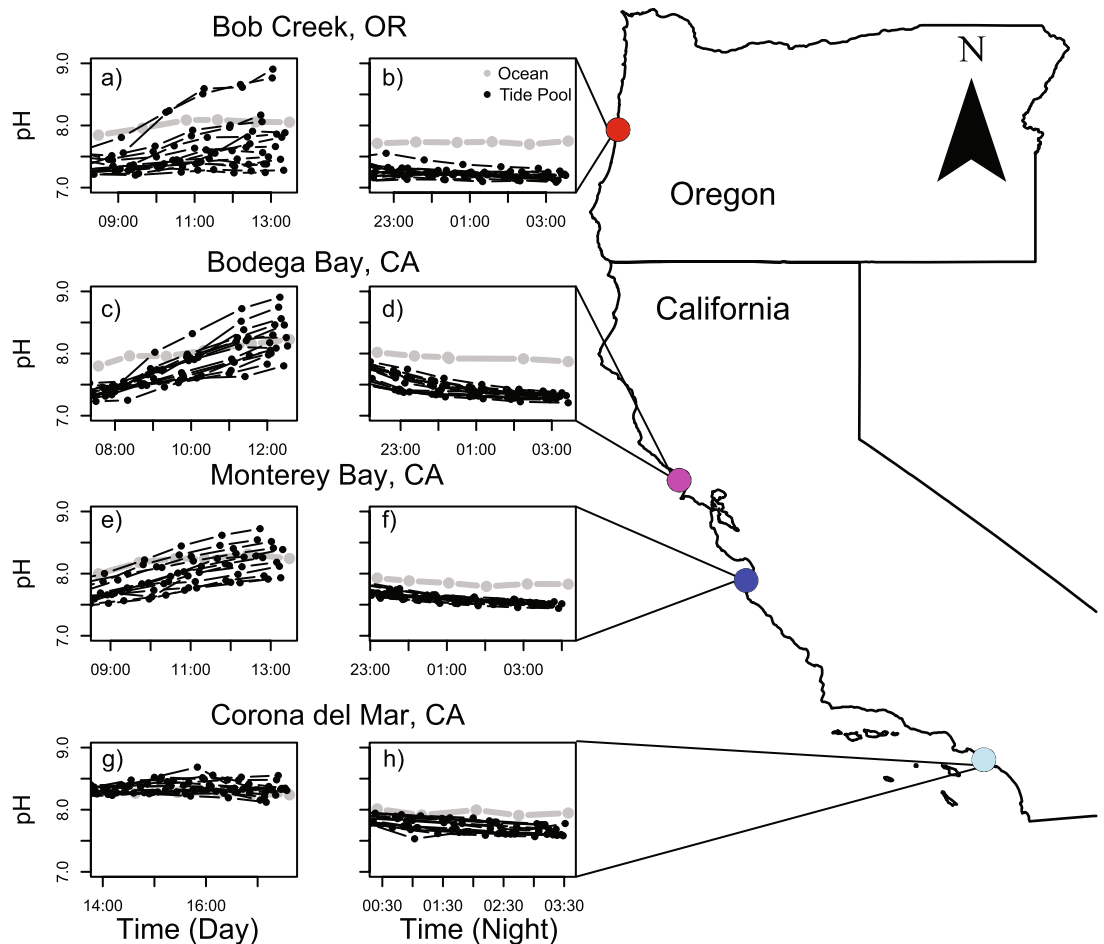 Bob Creek, OR
pH
9.0
8.0
7.0
a)
09:00 11:00 13:00
b)
Ocean
Tide Pool
23:00 01:00 03:00
Bodega Bay, CA
pH
9.0
8.0
7.0
c)
08:00 10:00 12:00
d)
23:00 01:00 03:00
Monterey Bay, CA
pH
9.0
8.0
7.0
e)
09:00 11:00 13:00
f)
23:00 01:00 03:00
Corona del Mar, CA
pH
9.0
8.0
7.0
g)
14:00 16:00
Time (Day)
h)
00:30 01:30 02:30 03:30
Time (Night)
N
Oregon
California